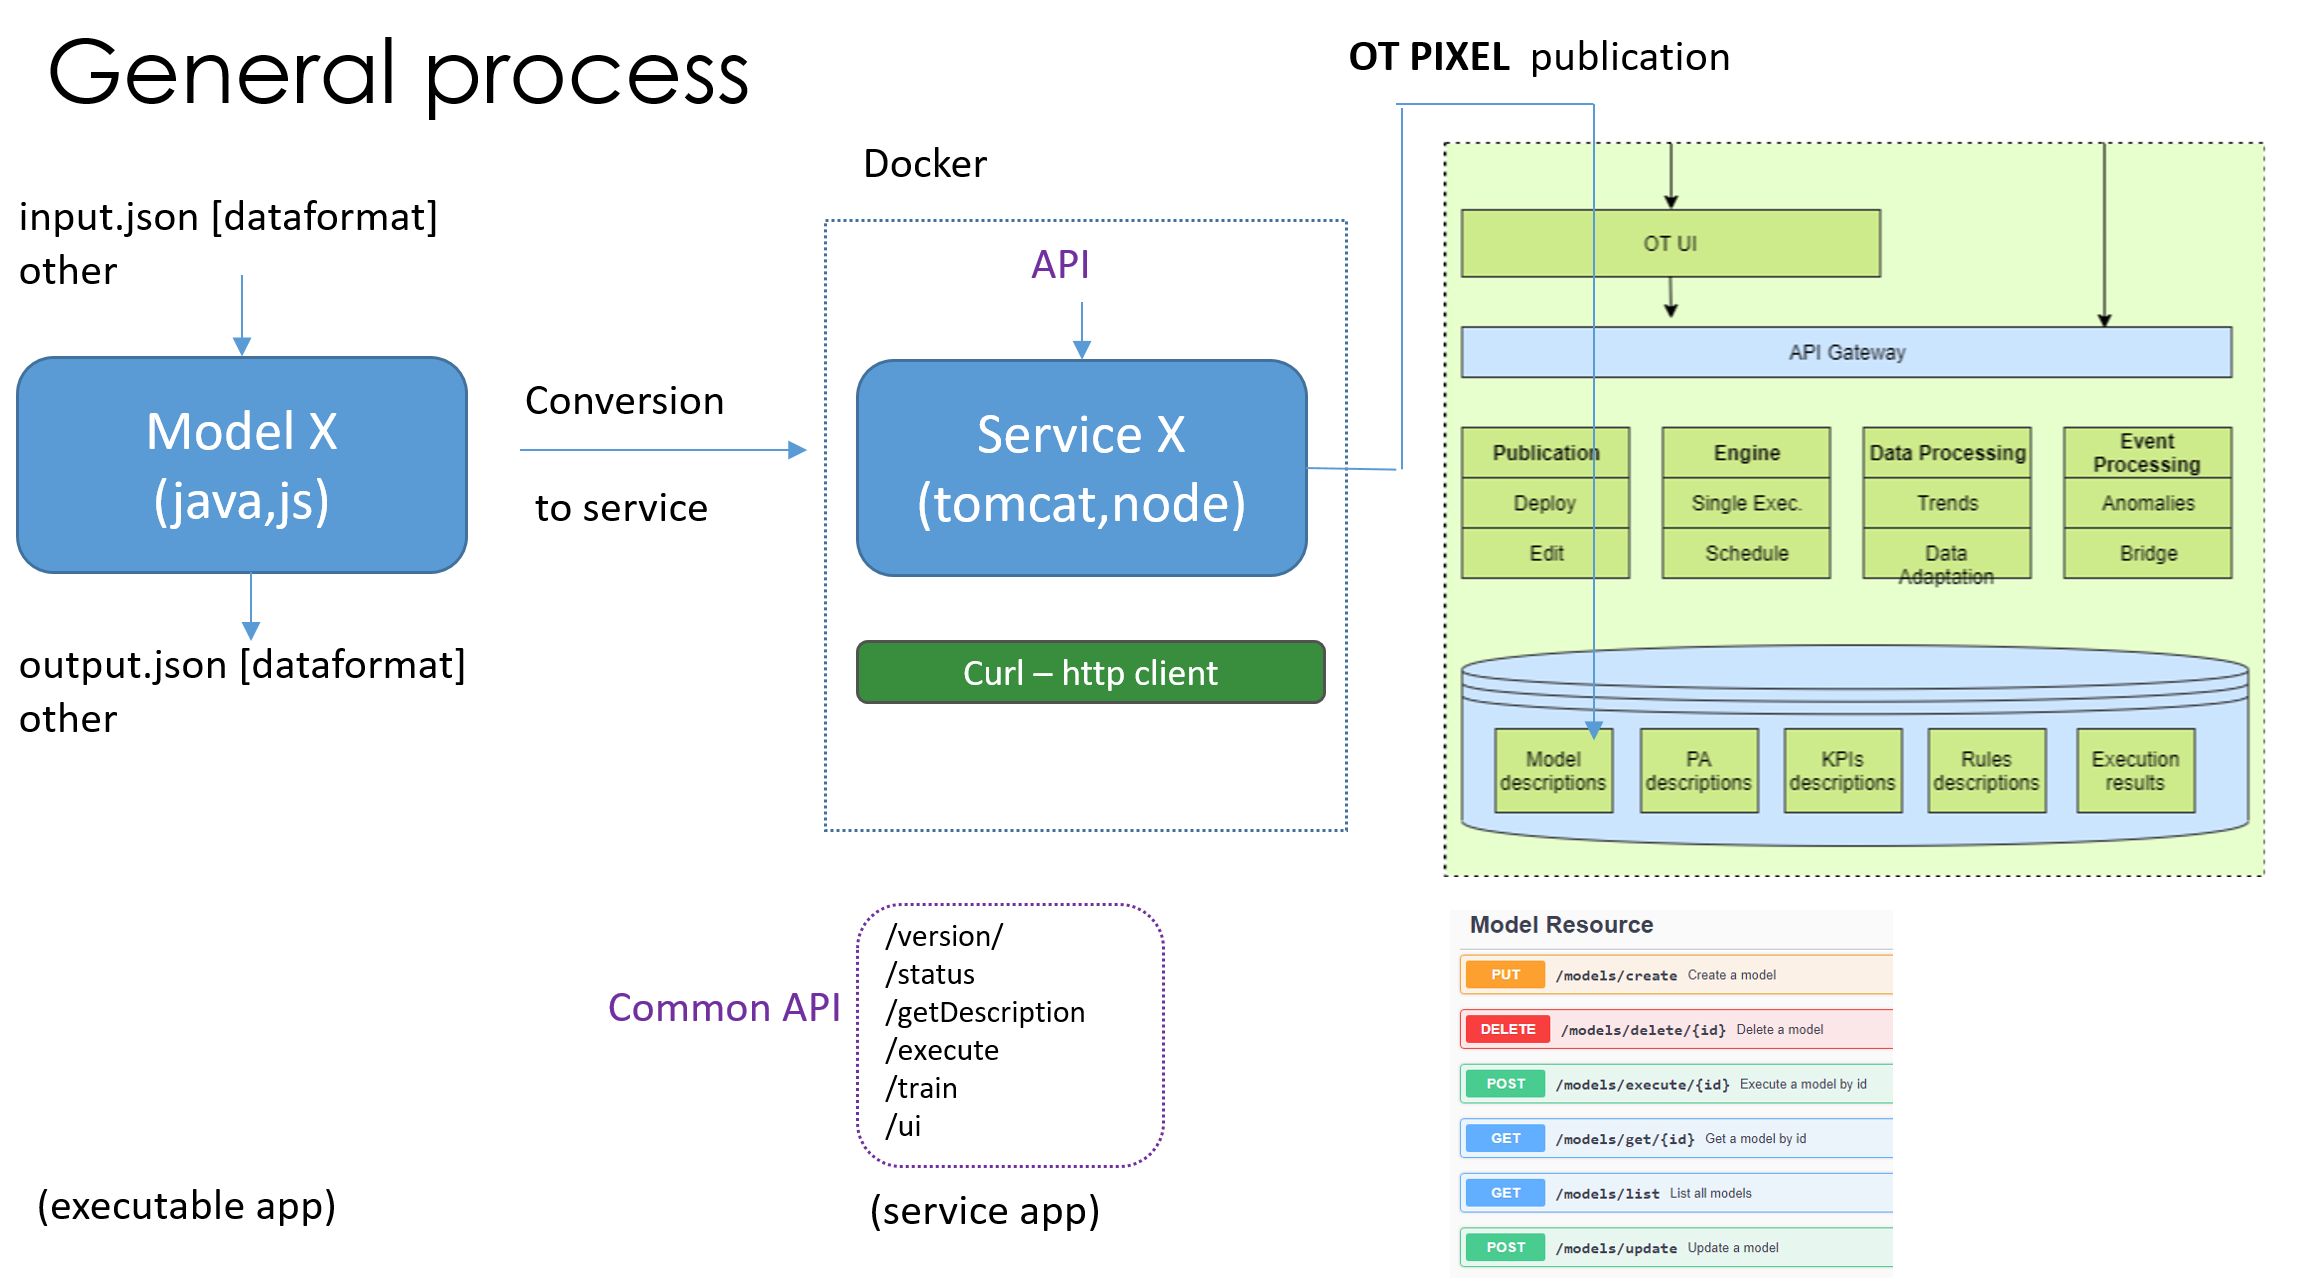 General process
input.json [dataformat]
other
Model X
(java,js)
output.json [dataformat]
other
(executable app)
Conversion
to service
Docker
API
Service X
(tomcat,node)
Curl – http client
Common API
/version/
/status
/getDescription
/execute
/train
/ui
(service app)
OT PIXEL publication
OT UI
API Gateway
Publication
Deploy
Edit
Engine
Single Exec.
Schedule
Data Processing
Trends
Data
Adaptation
Event
Processing
Anomalies
Bridge
Model
descriptions
PA
descriptions
KPIs
descriptions
Rules
descriptions
Execution
results
Model Resource
PUT /models/create Create a model
DELETE /models/delete/{id} Delete a model
POST /models/execute/{id} Execute a model by id
GET /models/get/{id} Get a model by id
GET /models/list List all models
POST /models/update Update a model